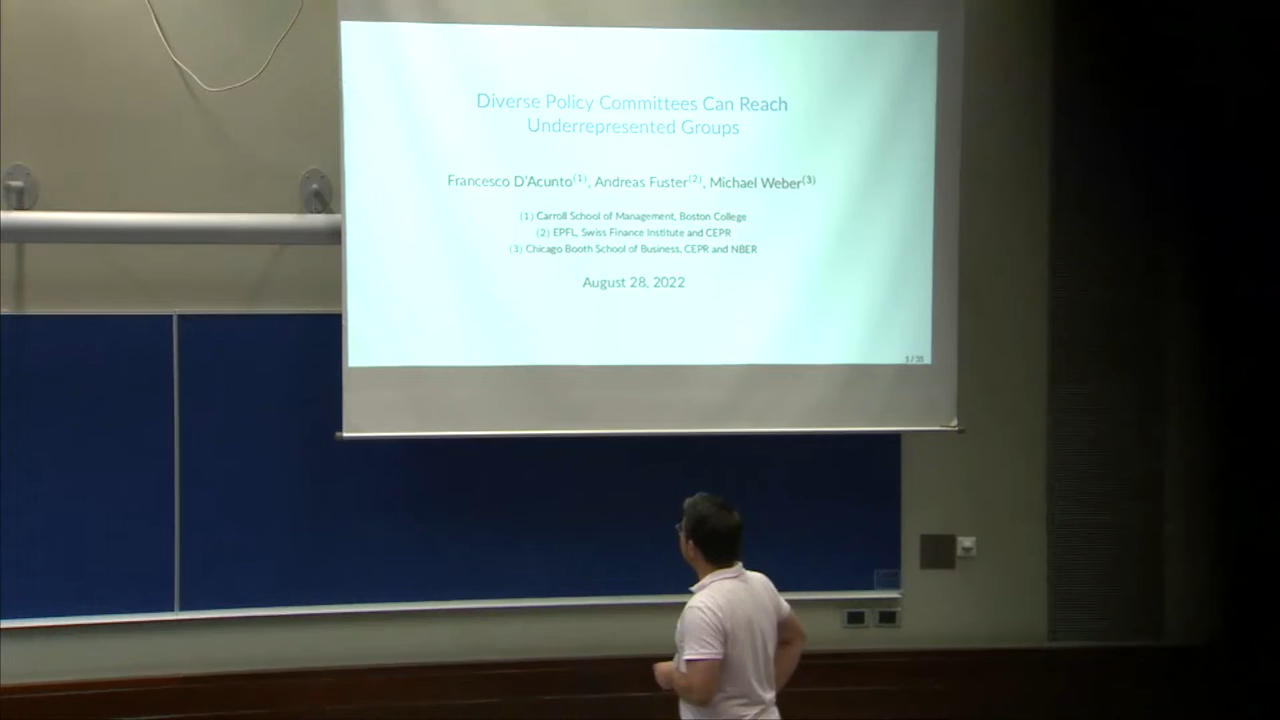 Diverse Policy Committees Can Reach
Underrepresented Groups
Francesco D'Acunto(1), Andreas Fuster(2), Michael Weber(3)
(1) Carroll School of Management, Boston College
(2) EPFL, Swiss Finance Institute and CEPR
(3) Chicago Booth School of Business, CEPR and NBER
August 28, 2022